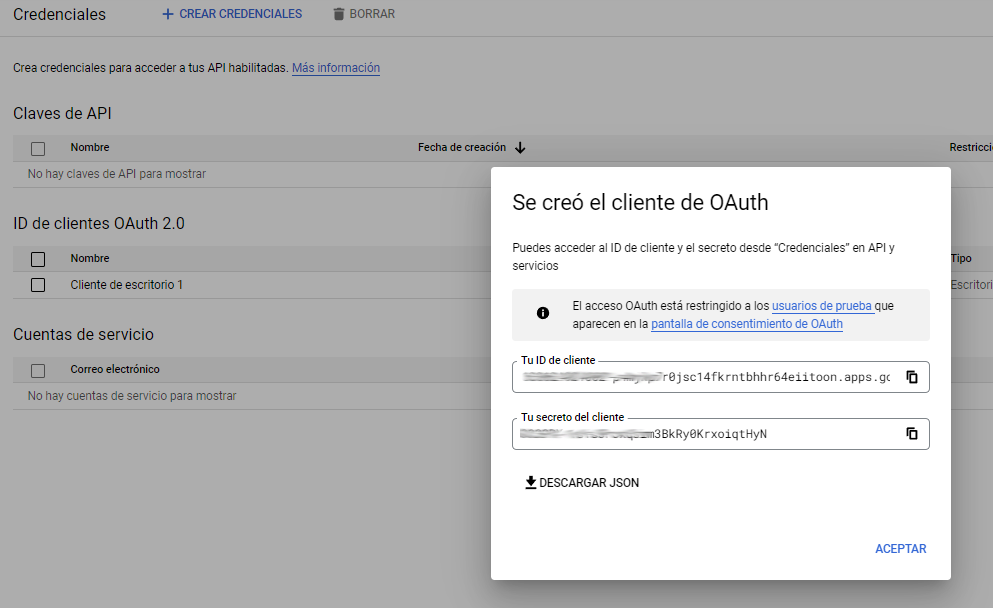 Credenciales
CREAR CREDENCIALES
BORRAR
Crea credenciales para acceder a tus API habilitadas. Más información
Claves de API
Nombre
Fecha de creación
Restricci
No hay claves de API para mostrar
ID de clientes OAuth 2.0
Nombre
Tipo
Cliente de escritorio 1
Escritori
Cuentas de servicio
Correo electrónico
No hay cuentas de servicio para mostrar
Se creó el cliente de OAuth
Puedes acceder al ID de cliente y el secreto desde “Credenciales” en API y
servicios
El acceso OAuth está restringido a los usuarios de prueba que
aparecen en la pantalla de consentimiento de OAuth
Tu ID de cliente
r0jsc14fkrntbhhr64eiitoon.apps.gc
Tu secreto del cliente
m3BkRy0KrxoiqtHyN
DESCARGAR JSON
ACEPTAR